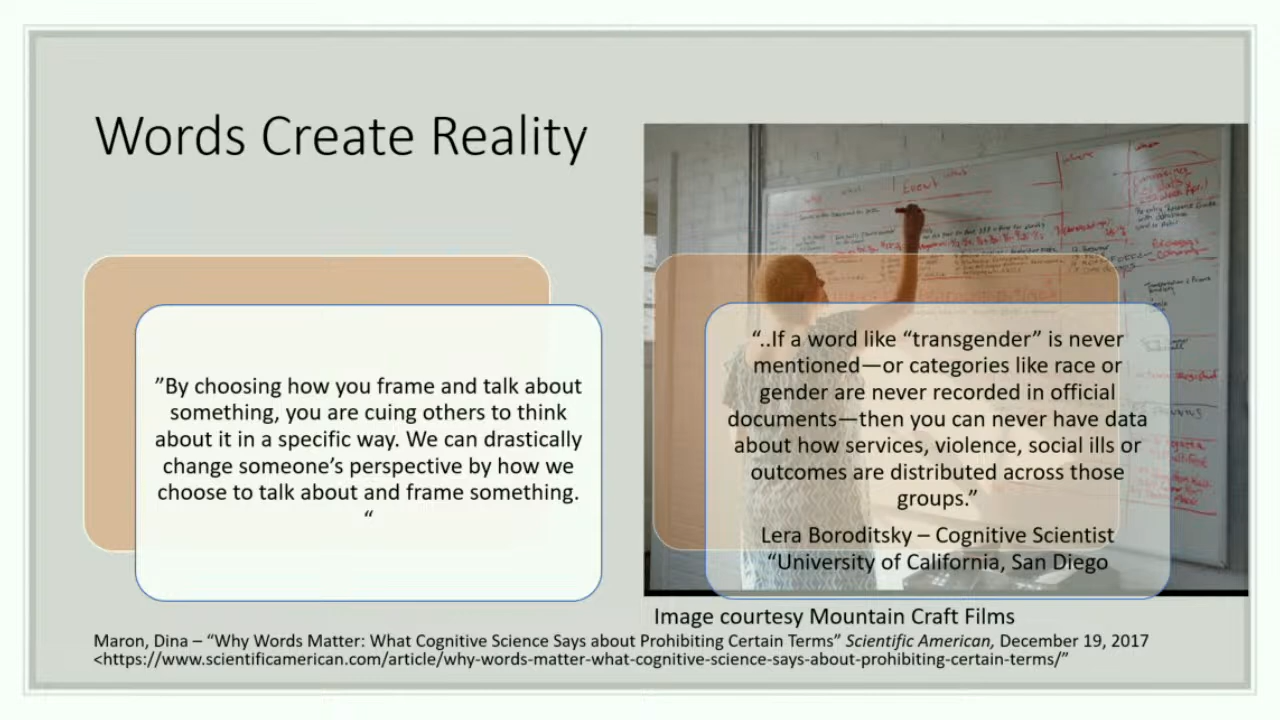 Words Create Reality
”By choosing how you frame and talk about
something, you are cuing others to think
about it in a specific way. We can drastically
change someone’s perspective by how we
choose to talk about and frame something.
“
Event
“..If a word like “transgender” is never
mentioned—or categories like race or
gender are never recorded in official
documents—then you can never have data
about how services, violence, social ills or
outcomes are distributed across those
groups.”
Lera Boroditsky – Cognitive Scientist
“University of California, San Diego
Image courtesy Mountain Craft Films
Maron, Dina – “Why Words Matter: What Cognitive Science Says about Prohibiting Certain Terms” Scientific American, December 19, 2017
<https://www.scientificamerican.com/article/why-words-matter-what-cognitive-science-says-about-prohibiting-certain-terms/”